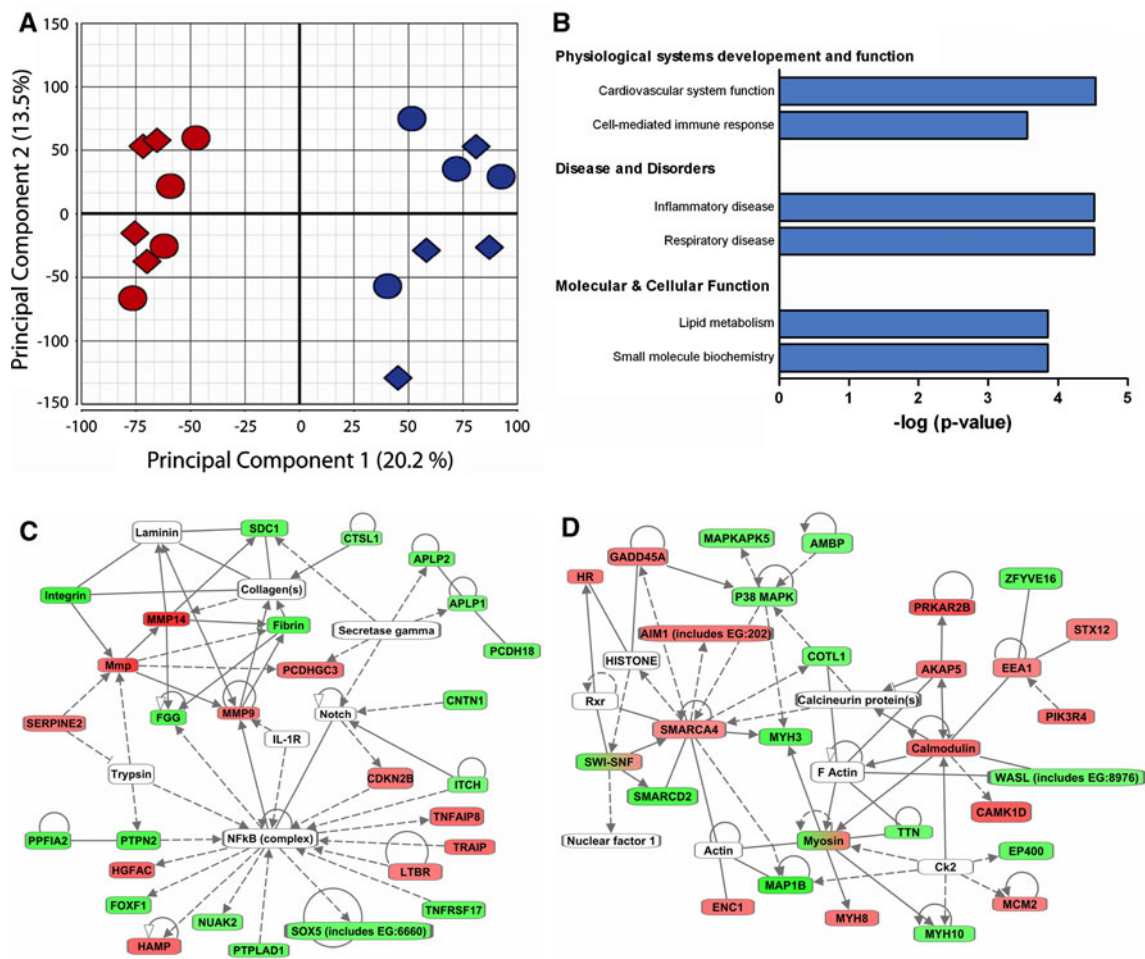 A
150
100
50
0
-50
-100
-150
Principal Component 2 (13.5%)
-100 -75 -50 -25 0 25 50 75 100
Principal Component 1 (20.2 %)
B
Physiological systems developement and function
Cardiovascular system function
Cell-mediated immune response
Disease and Disorders
Inflammatory disease
Respiratory disease
Molecular & Cellular Function
Lipid metabolism
Small molecule biochemistry
0 1 2 3 4 5
-log (p-value)
C
Laminin
SDC1
CTSL1
APLP2
Collagen(s)
Integrin
APLP1
MMP14
Fibrin
Secretase gamma
PCDH18
Mmp
PCDHGC3
CNTN1
SERPINE2
FGG
MMP9
Notch
IL-1R
Trypsin
CDKN2B
ITCH
TNFAIP8
PPFIA2
PTPN2
NFkB (complex)
TRAIP
HGFAC
LTBR
FOXF1
TNFRSF17
NUAK2
SOX5 (includes EG:6660)
HAMP
PTPLAD1
D
MAPKAPK5
AMBP
GADD45A
HR
ZFYVE16
P38 MAPK
PRKAR2B
AIM1 (includes EG:202)
STX12
HISTONE
COTL1
AKAP5
EEA1
Rxr
Calcineurin protein(s)
PIK3R4
SMARCA4
MYH3
Calmodulin
SWI-SNF
F Actin
WASL (includes EG:8976)
SMARCD2
CAMK1D
Nuclear factor 1
Actin
Myosin
TTN
EP400
Ck2
MAP1B
ENC1
MYH8
MCM2
MYH10